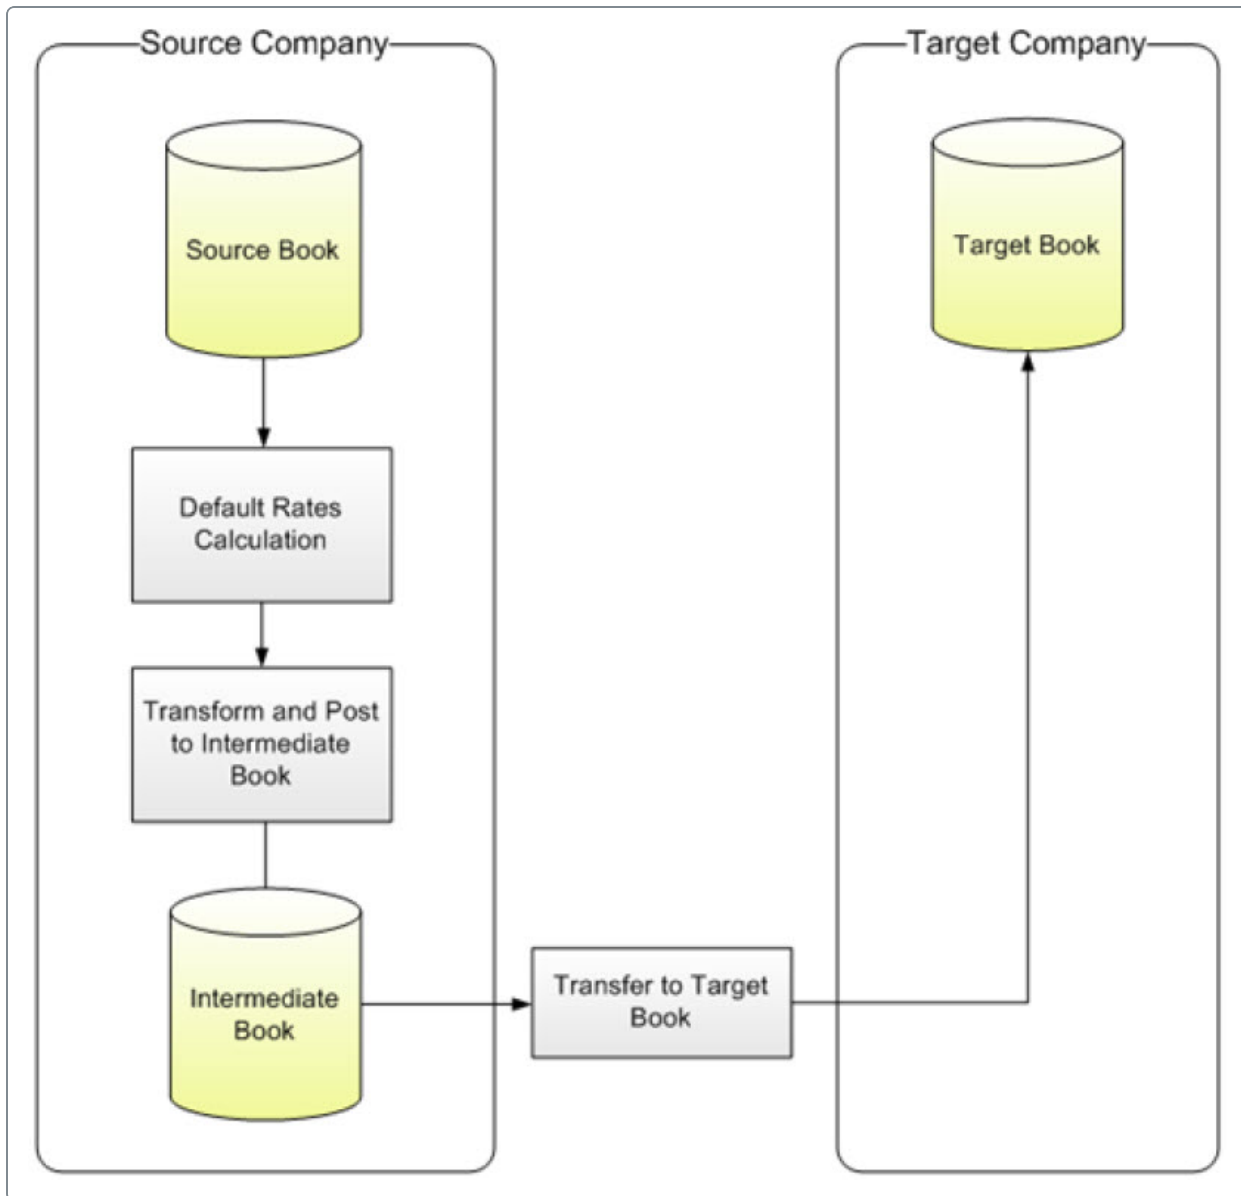 Source Company
Target Company
Source Book
Target Book
Default Rates
Calculation
Transform and Post
to Intermediate
Book
Intermediate
Book
Transfer to Target
Book